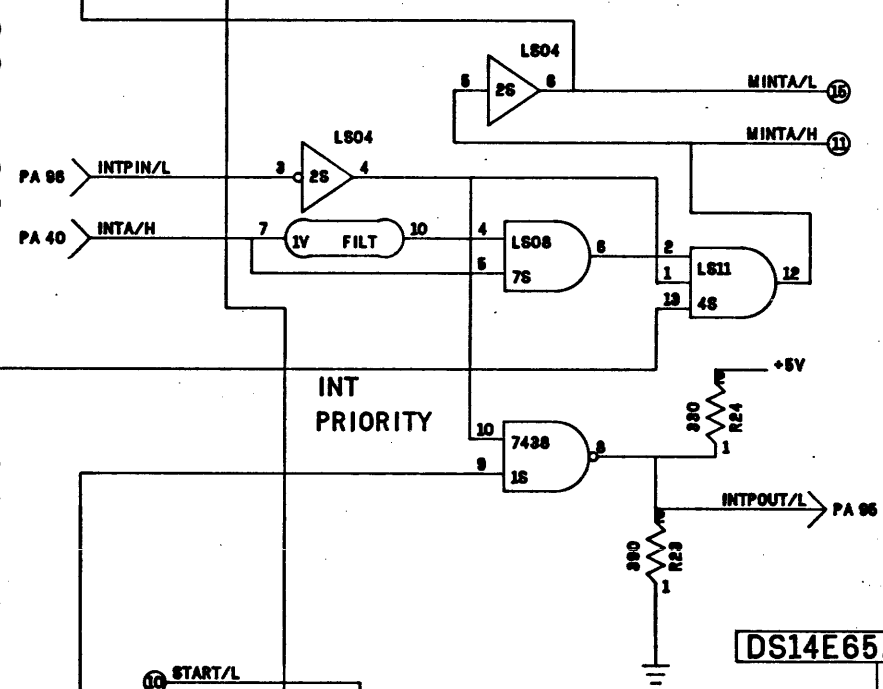 LS04
5 2S 6
MINTA/L 15
MINTA/H 11
LS04
PA 96 INTPIN/L 3 2S 4
PA 40 INTA/H 7 1V FILT 10 4 LS08 6 2
5 7S
1 LS11 12
13 4S
+5V
INT
PRIORITY
330 R24
10 7438 8 1
9 1S
INTPOUT/L PA 95
390 R23
1
10 START/L
DS14E65